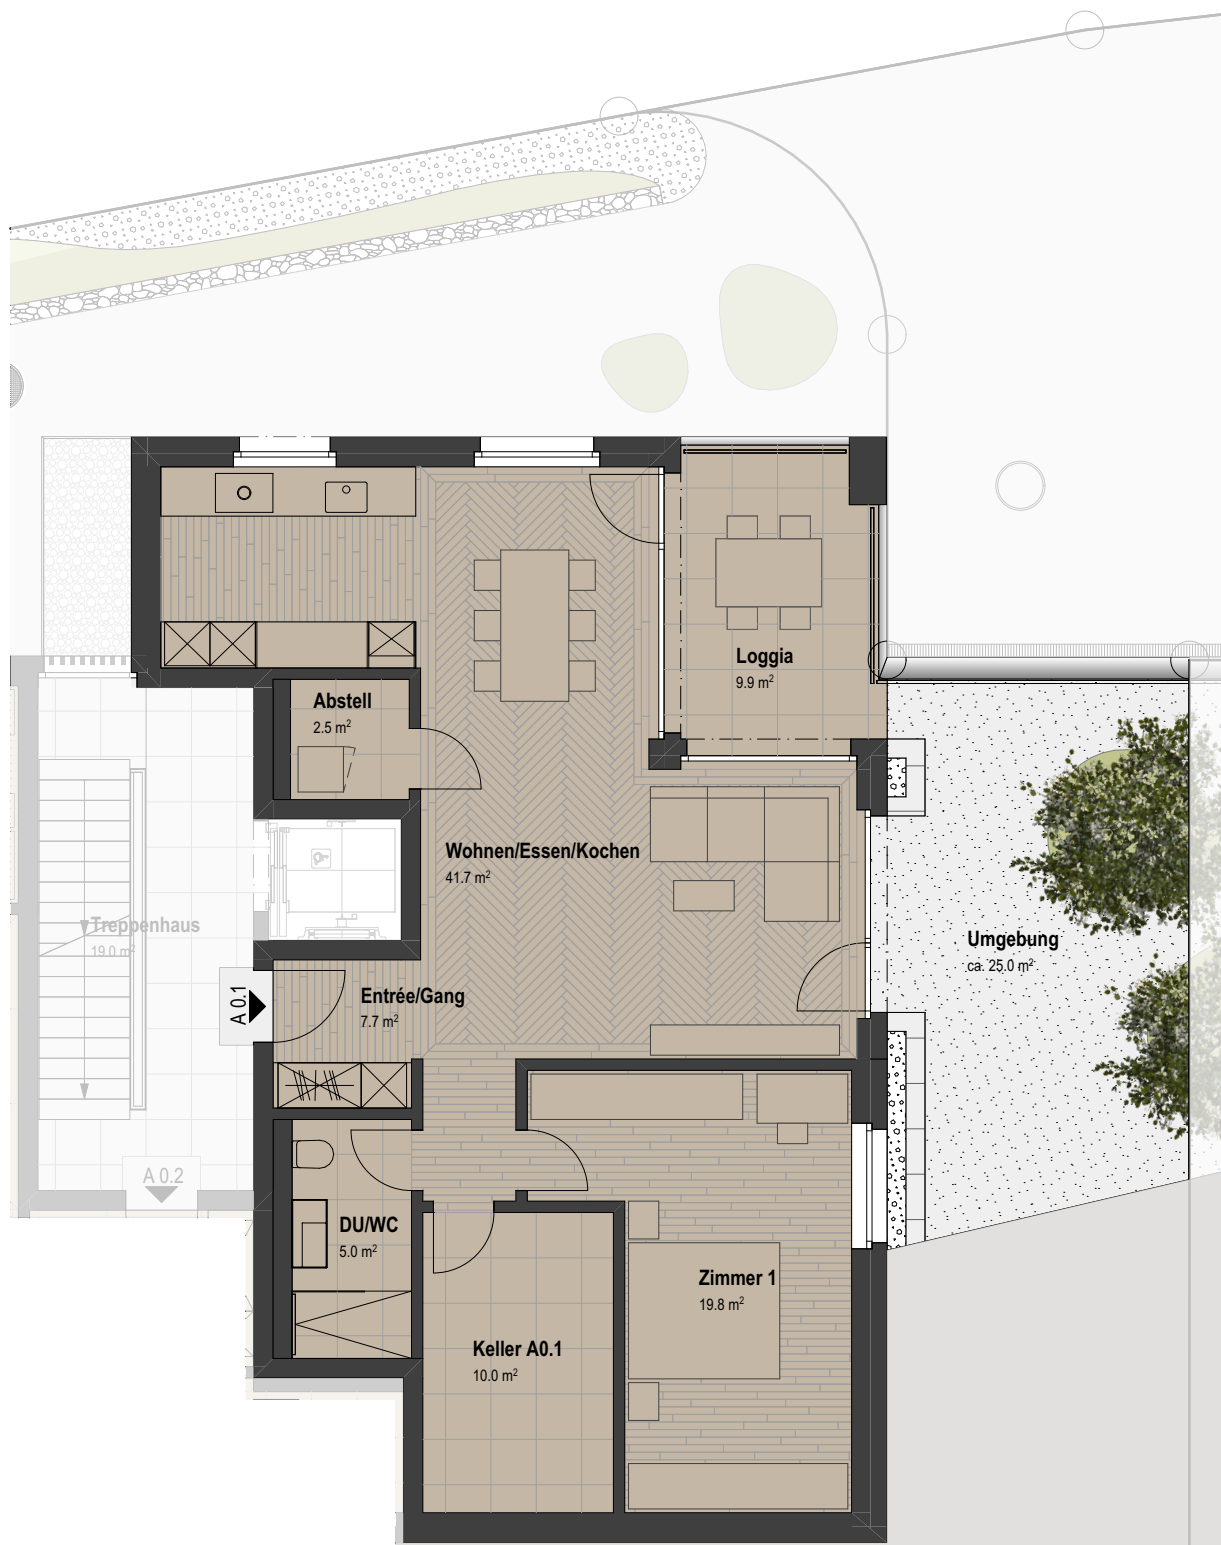 Loggia
9.9 m²
Abstell
2.5 m²
Wohnen/Essen/Kochen
41.7 m²
Treppenhaus
19.0 m²
Umgebung
ca. 25.0 m²
A 0.1
Entrée/Gang
7.7 m²
A 0.2
DU/WC
5.0 m²
Zimmer 1
19.8 m²
Keller A0.1
10.0 m²